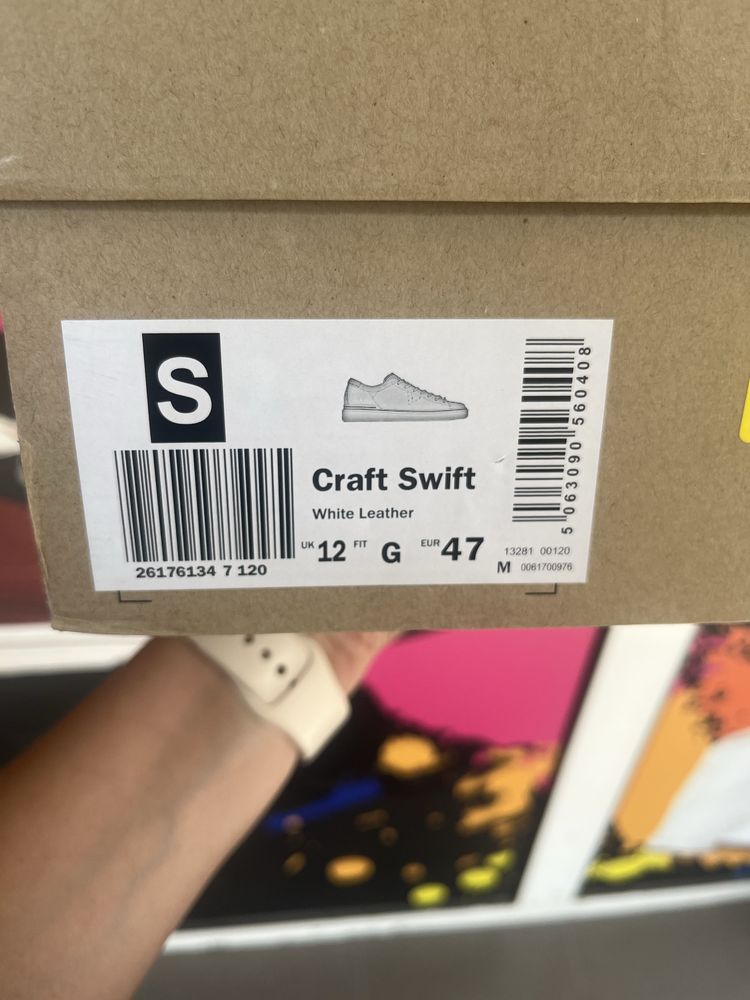 S
26176134 7 120
Craft Swift
White Leather
UK 12 FIT G EUR 47
5 063090 560408
13281 00120
M 0061700976